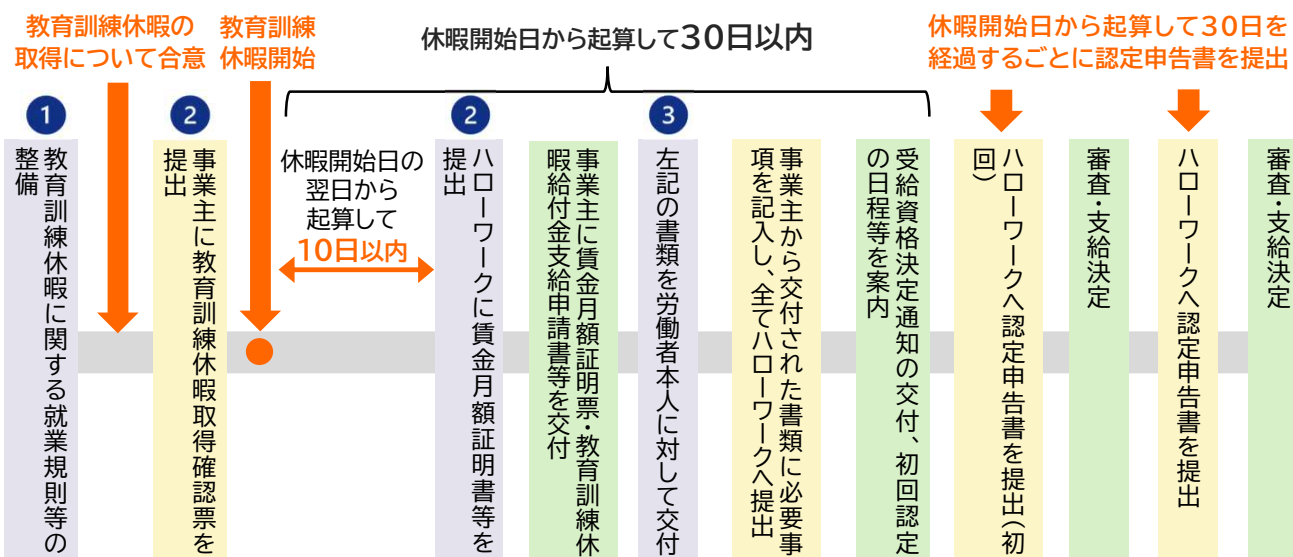 教育訓練休暇の
取得について合意
教育訓練
休暇開始
休暇開始日から起算して30日以内
休暇開始日から起算して30日を
経過するごとに認定申告書を提出
1
教育訓練休暇に関する就業規則等の
整備
2
事業主に教育訓練休暇取得確認票を
提出
休暇開始日の
翌日から
起算して
10日以内
2
ハローワークに賃金月額証明書等を
提出
事業主に賃金月額証明票・教育訓練休
暇給付金支給申請書等を交付
3
左記の書類を労働者本人に対して交付
事業主から交付された書類に必要事
項を記入し、全てハローワークへ提出
受給資格決定通知の交付、初回認定
の日程等を案内
ハローワークへ認定申告書を提出(初
回)
審査・支給決定
ハローワークへ認定申告書を提出
審査・支給決定